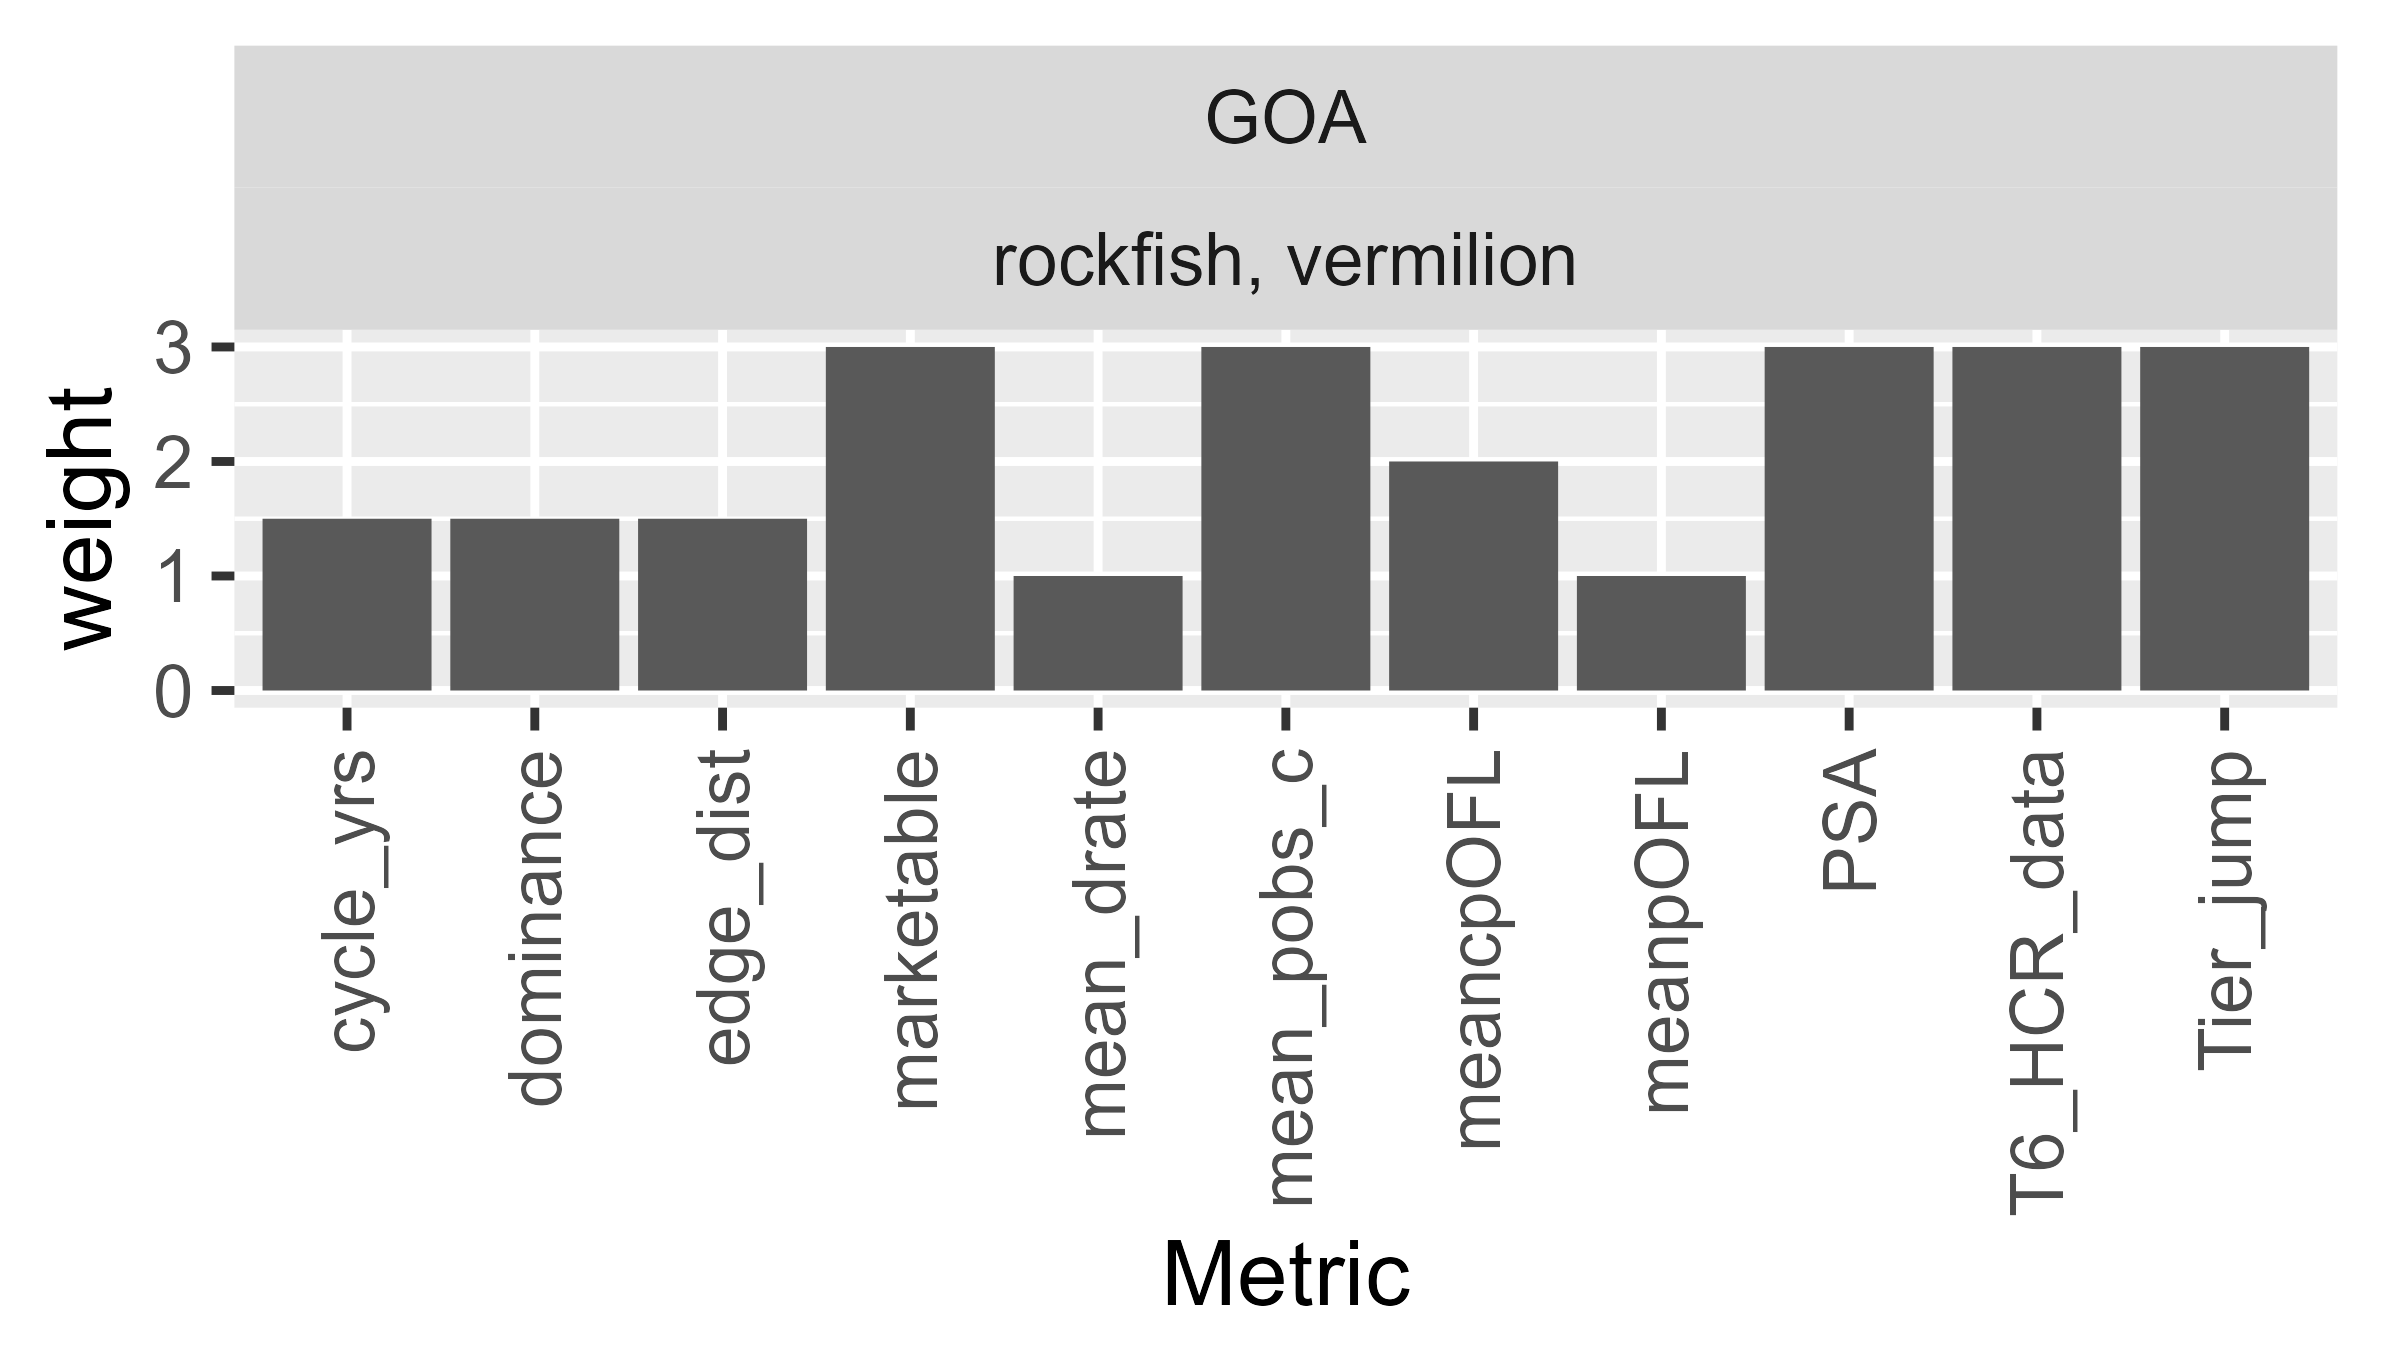 GOA
rockfish, vermilion
weight
3
2
1
0
cycle_yrs
dominance
edge_dist
marketable
mean_drate
mean_pobs_c
meancpOFL
meanpOFL
PSA
T6_HCR_data
Tier_jump
Metric